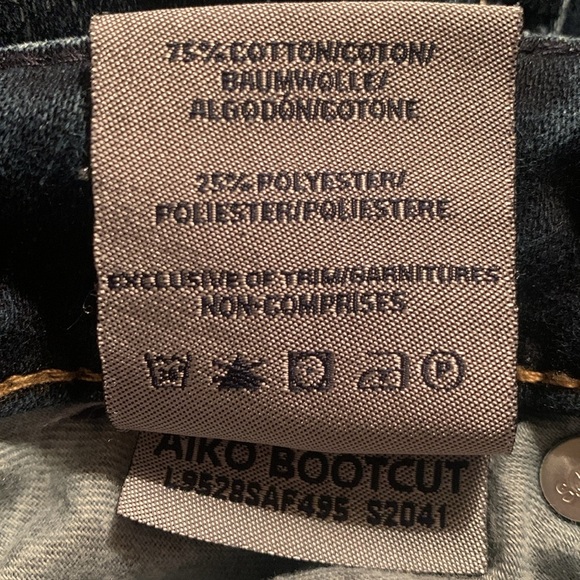 75% COTTON/COTON/
BAUMWOLLE/
ALGODÓN/COTONE
25% POLYESTER/
POLIESTER/POLIESTERE
EXCLUSIVE OF TRIM/GARNITURES
NON-COMPRISES
P
AIKO BOOTCUT
L9528SAF495 S2041